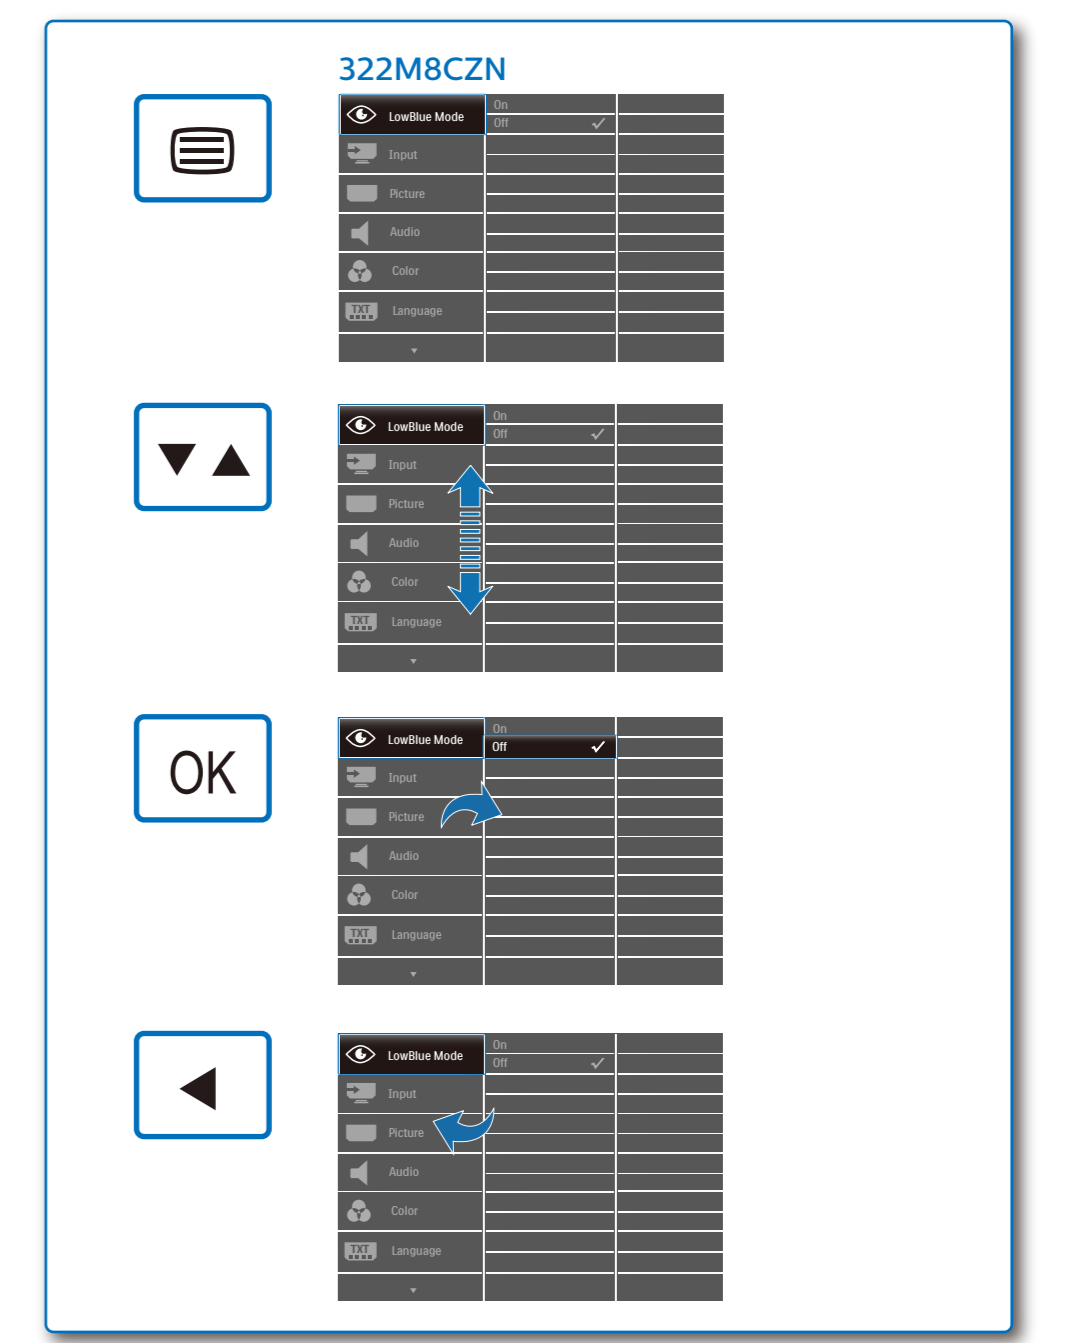 322M8CZN
LowBlue Mode
On
Off
Input
Picture
Audio
Color
TXT
Language
LowBlue Mode
On
Off
Input
Picture
Audio
Color
TXT
Language
OK
LowBlue Mode
On
Off
Input
Picture
Audio
Color
TXT
Language
LowBlue Mode
On
Off
Input
Picture
Audio
Color
TXT
Language